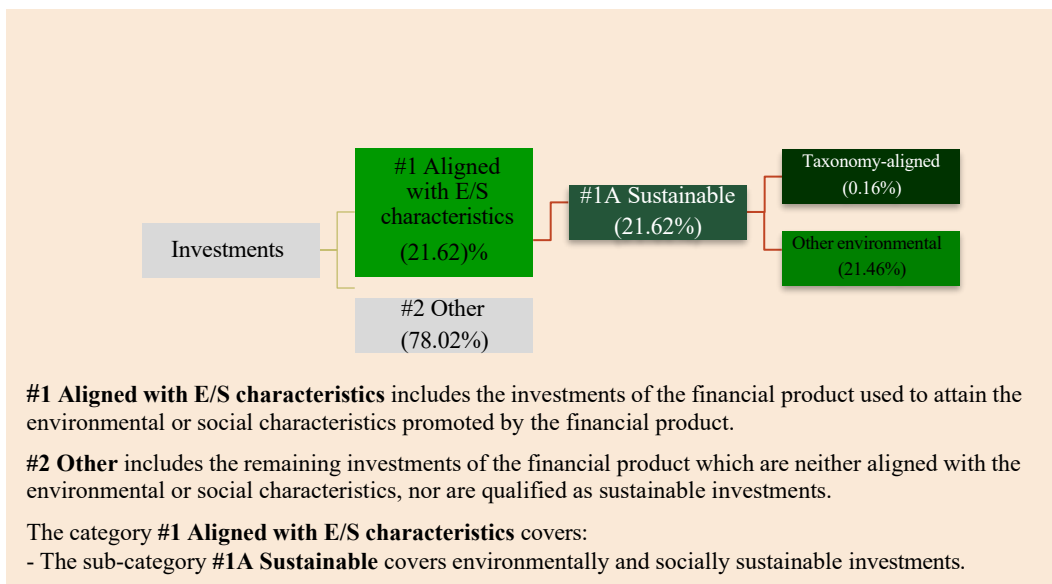 #1 Aligned
with E/S
characteristics
(21.62)%
Investments
#1A Sustainable
(21.62%)
Taxonomy-aligned
(0.16%)
Other environmental
(21.46%)
#2 Other
(78.02%)
#1 Aligned with E/S characteristics includes the investments of the financial product used to attain the
environmental or social characteristics promoted by the financial product.
#2 Other includes the remaining investments of the financial product which are neither aligned with the
environmental or social characteristics, nor are qualified as sustainable investments.
The category #1 Aligned with E/S characteristics covers:
- The sub-category #1A Sustainable covers environmentally and socially sustainable investments.